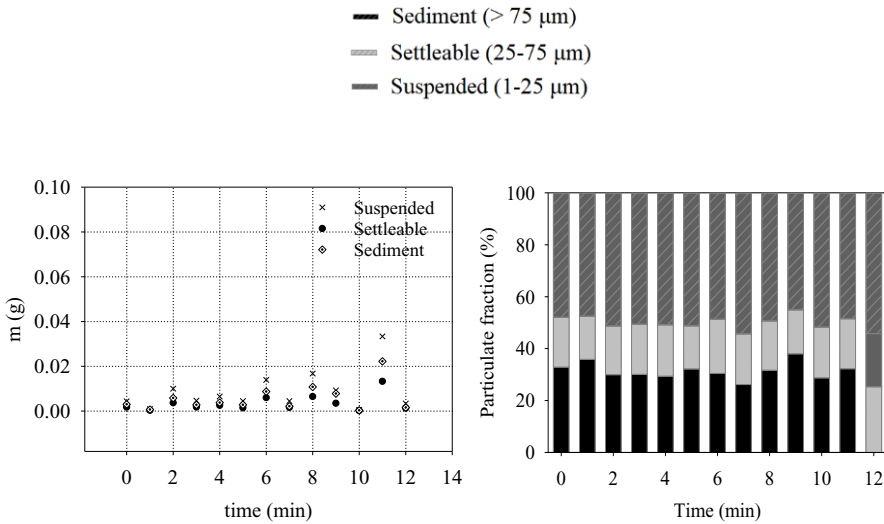 Sediment (> 75 μm)
Settleable (25-75 μm)
Suspended (1-25 μm)
0.10
0.08
0.06
0.04
0.02
0.00
m (g)
Suspended
Settleable
Sediment
0 2 4 6 8 10 12 14
time (min)
100
80
60
40
20
0
Particulate fraction (%)
0 2 4 6 8 10 12
Time (min)